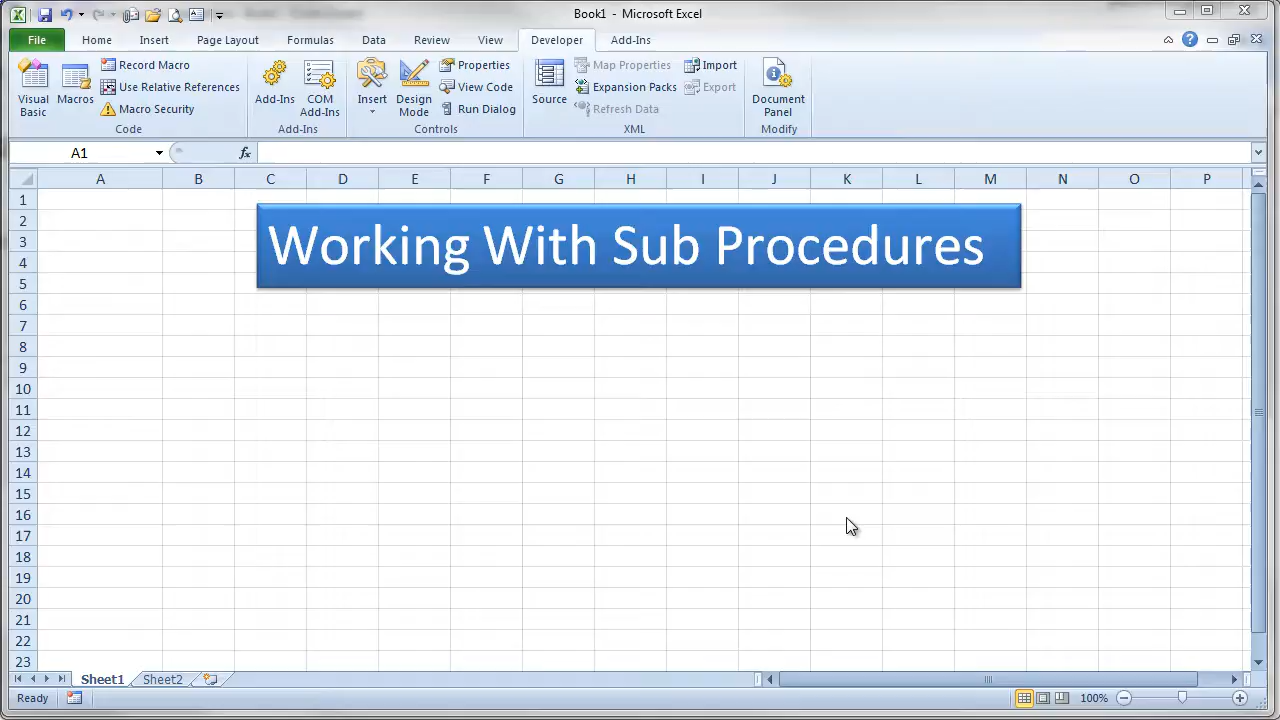 Book1 - Microsoft Excel
File Home Insert Page Layout Formulas Data Review View Developer Add-Ins
Visual Basic
Macros
Record Macro
Use Relative References
Macro Security
Code
Add-Ins
COM Add-Ins
Add-Ins
Insert
Design Mode
Properties
View Code
Run Dialog
Controls
Source
Map Properties
Expansion Packs
Refresh Data
Import
Export
XML
Document Panel
Modify
A1 fx
A B C D E F G H I J K L M N O P
1
2
3
4
5
6
7
8
9
10
11
12
13
14
15
16
17
18
19
20
21
22
23
Working With Sub Procedures
Sheet1 Sheet2
Ready 100%